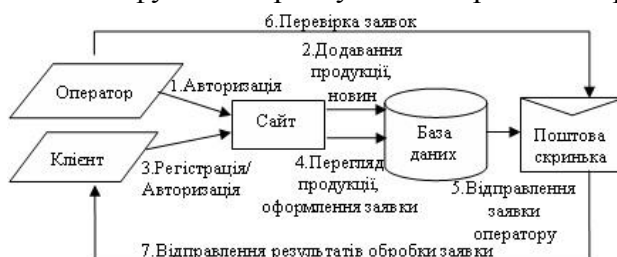 6.Перевірка заявок
2.Додавання
продукції,
новин
1.Авторизація
Оператор
Сайт
База
даних
Поштова
скринька
Клієнт
3.Регістрація/
Авторизація
4.Перегляд
продукції,
оформлення заявки
5.Відправлення
заявки
оператору
7.Відправлення результатів обробки заявки